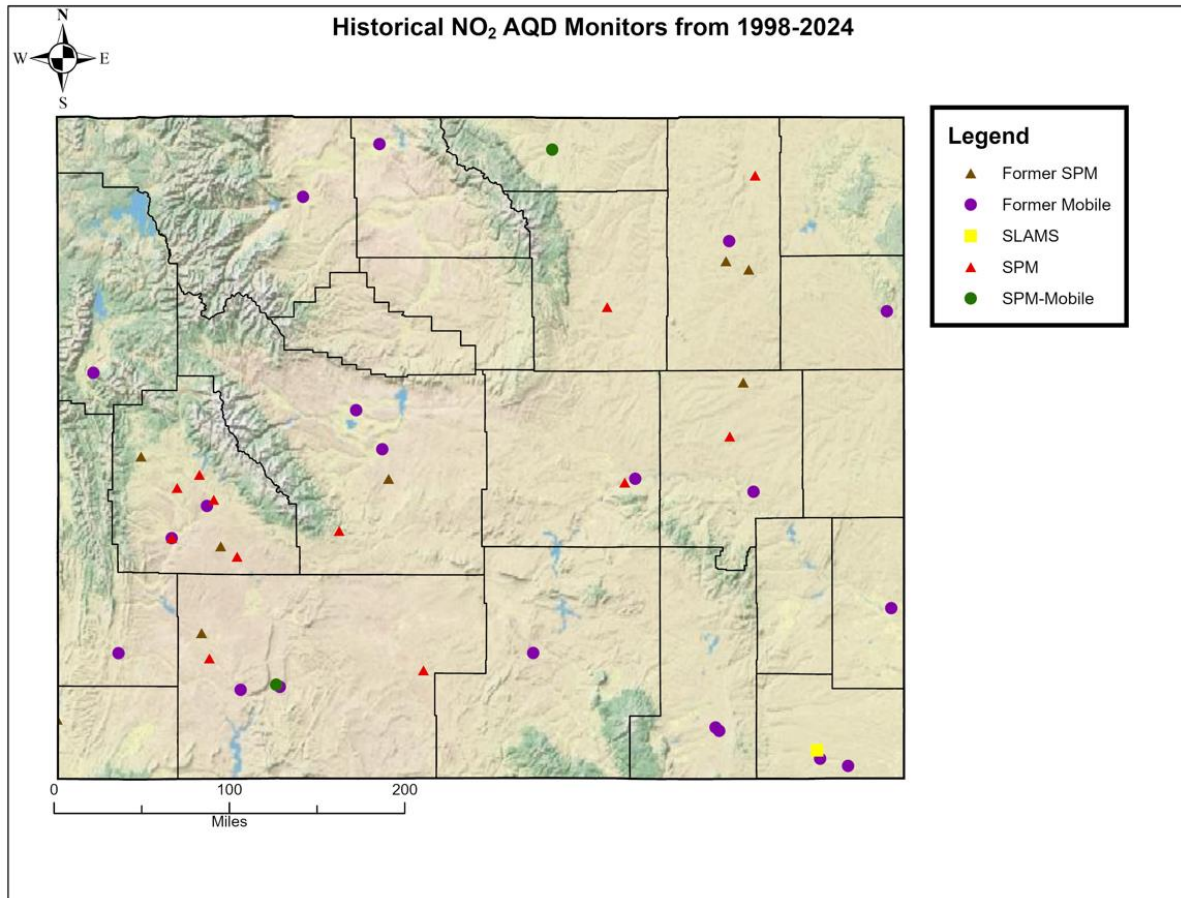 Historical NO₂ AQD Monitors from 1998-2024
N
W E
S
Legend
Former SPM
Former Mobile
SLAMS
SPM
SPM-Mobile
0 100 200
Miles